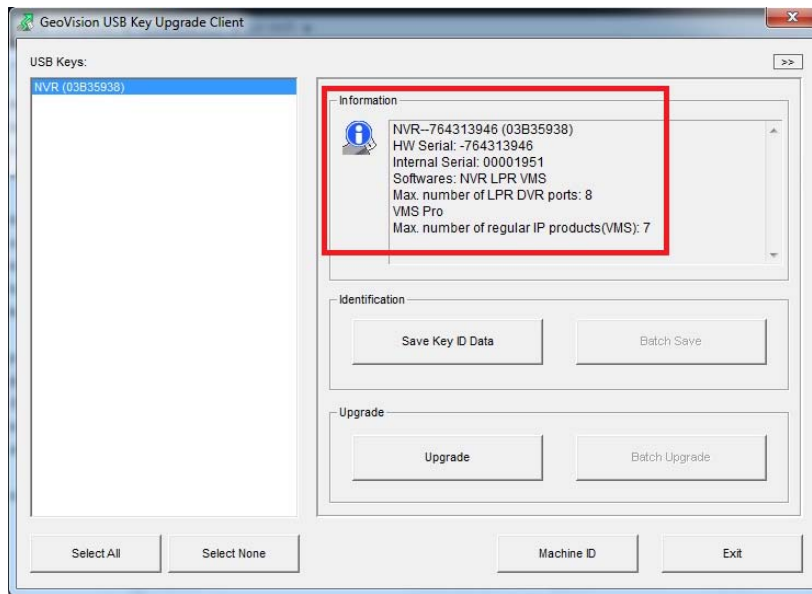 GeoVision USB Key Upgrade Client
USB Keys:
>>
NVR (03B35938)
Information
NVR--764313946 (03B35938)
HW Serial: -764313946
Internal Serial: 00001951
Softwares: NVR LPR VMS
Max. number of LPR DVR ports: 8
VMS Pro
Max. number of regular IP products(VMS): 7
Identification
Save Key ID Data
Batch Save
Upgrade
Upgrade
Batch Upgrade
Select All
Select None
Machine ID
Exit